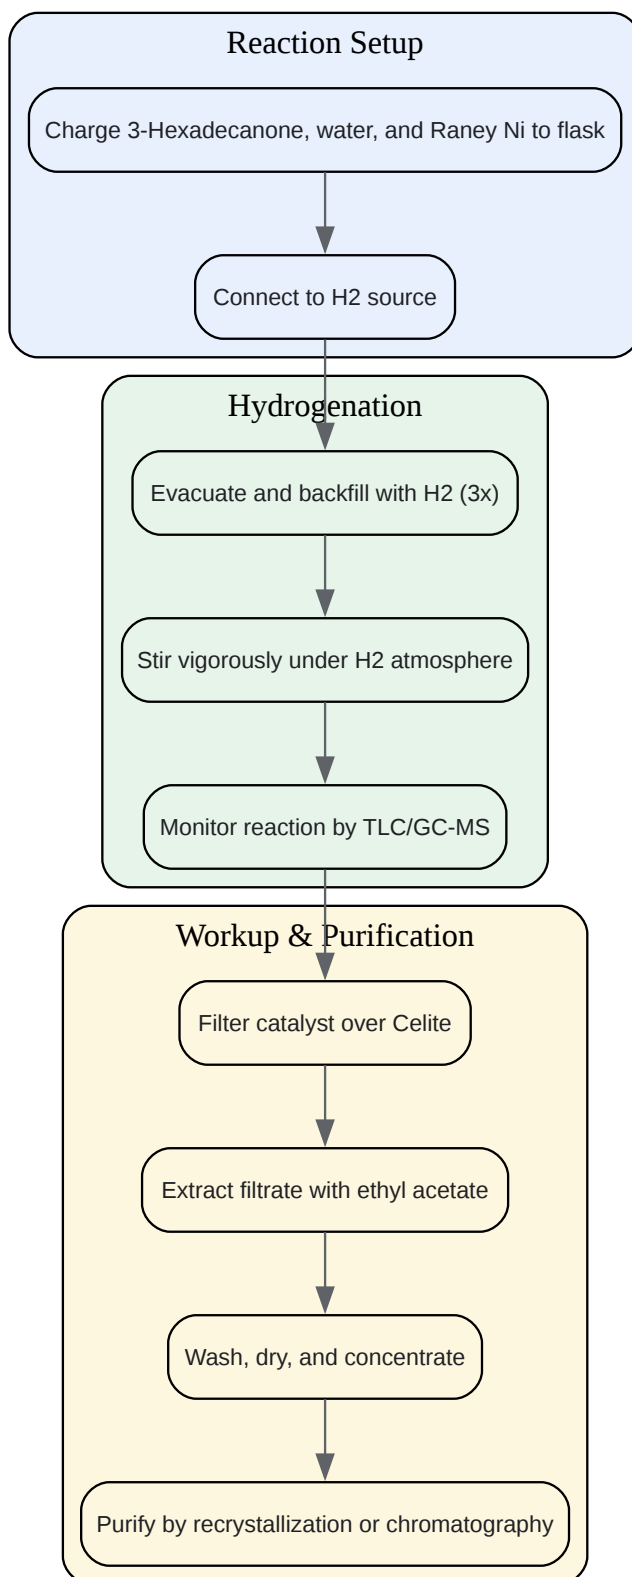 Reaction Setup
Charge 3-Hexadecanone, water, and Raney Ni to flask
Connect to H2 source
Hydrogenation
Evacuate and backfill with H2 (3x)
Stir vigorously under H2 atmosphere
Monitor reaction by TLC/GC-MS
Workup & Purification
Filter catalyst over Celite
Extract filtrate with ethyl acetate
Wash, dry, and concentrate
Purify by recrystallization or chromatography